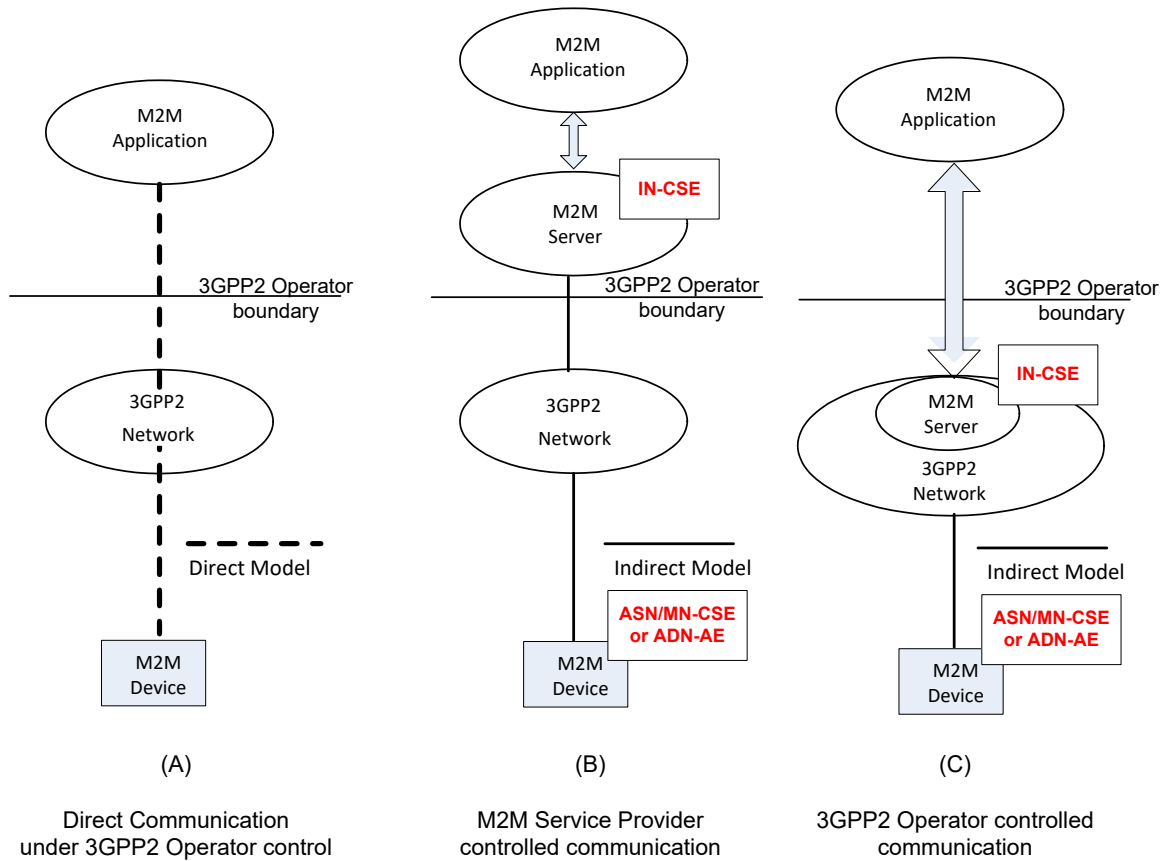 M2M
Application
3GPP2 Operator
boundary
3GPP2
Network
Direct Model
M2M
Device
(A)
Direct Communication
under 3GPP2 Operator control
M2M
Application
IN-CSE
M2M
Server
3GPP2 Operator
boundary
3GPP2
Network
Indirect Model
ASN/MN-CSE
or ADN-AE
M2M
Device
(B)
M2M Service Provider
controlled communication
M2M
Application
3GPP2 Operator
boundary
IN-CSE
M2M
Server
3GPP2
Network
Indirect Model
ASN/MN-CSE
or ADN-AE
M2M
Device
(C)
3GPP2 Operator controlled
communication